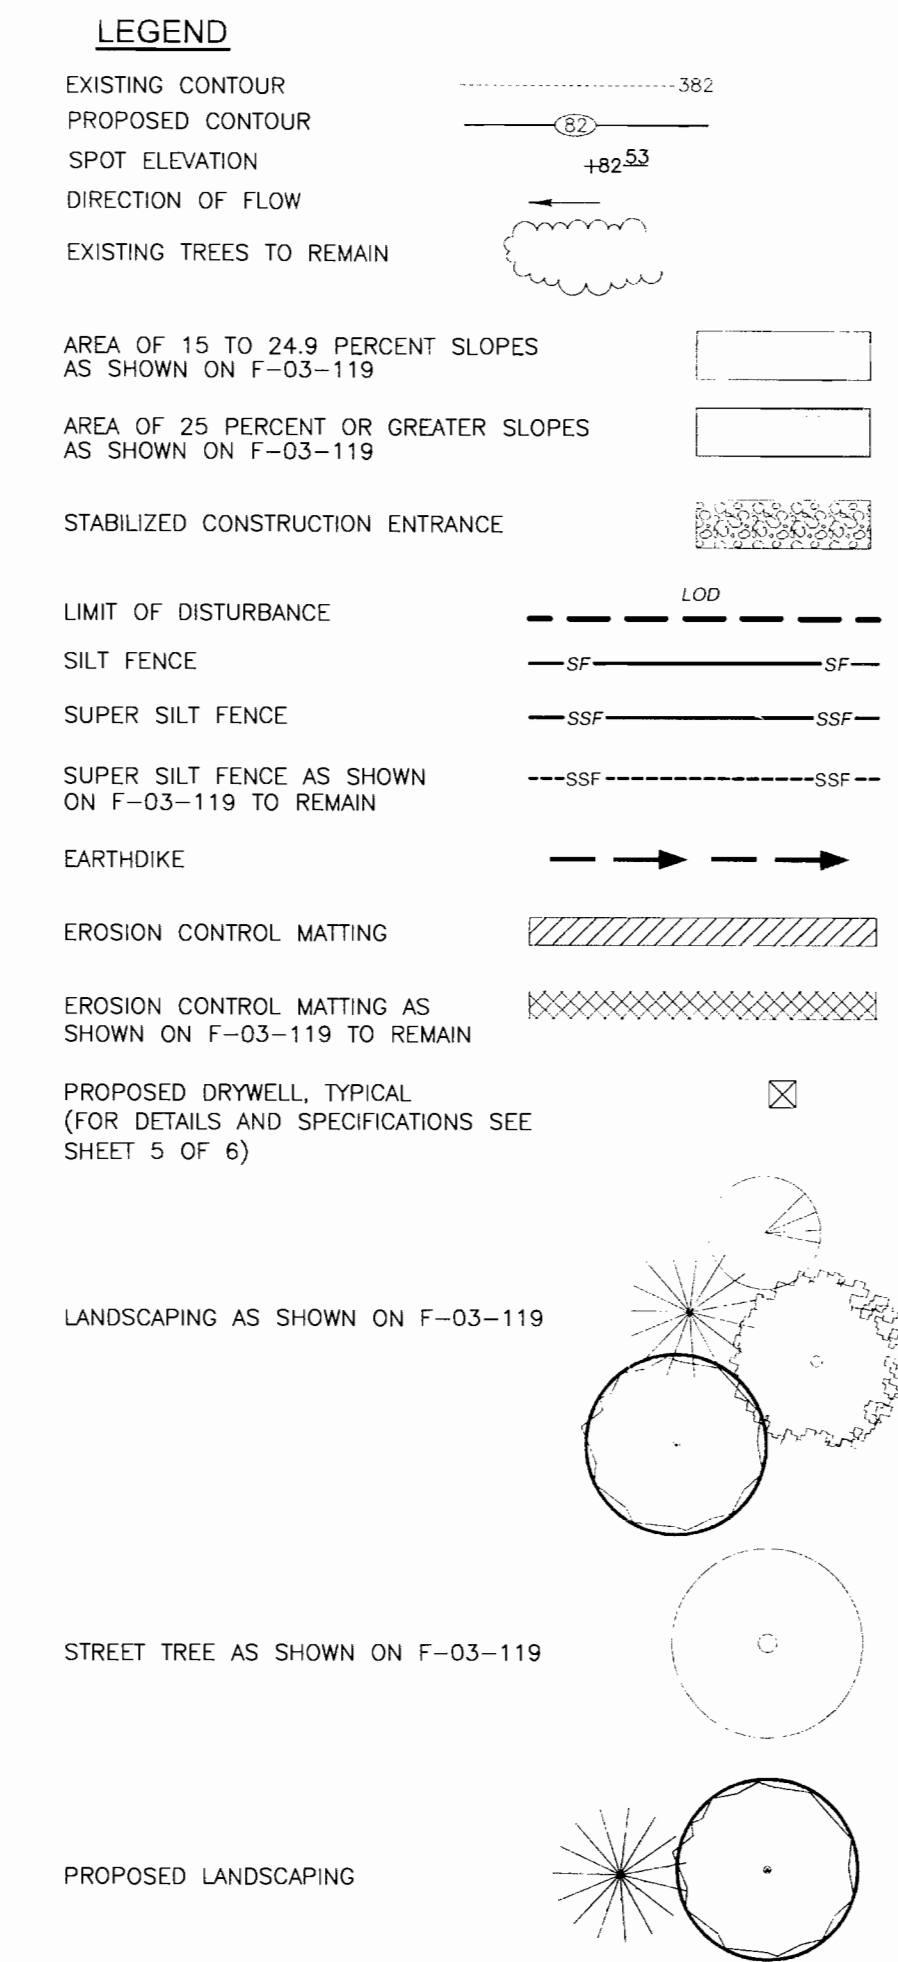 LEGEND
EXISTING CONTOUR 382
PROPOSED CONTOUR 82
SPOT ELEVATION +82 53
DIRECTION OF FLOW
EXISTING TREES TO REMAIN
AREA OF 15 TO 24.9 PERCENT SLOPES
AS SHOWN ON F-03-119
AREA OF 25 PERCENT OR GREATER SLOPES
AS SHOWN ON F-03-119
STABILIZED CONSTRUCTION ENTRANCE
LOD
LIMIT OF DISTURBANCE
SILT FENCE SF SF
SUPER SILT FENCE SSF SSF
SUPER SILT FENCE AS SHOWN SSF SSF
ON F-03-119 TO REMAIN
EARTHDIKE
EROSION CONTROL MATTING
EROSION CONTROL MATTING AS
SHOWN ON F-03-119 TO REMAIN
PROPOSED DRYWELL, TYPICAL
(FOR DETAILS AND SPECIFICATIONS SEE
SHEET 5 OF 6)
LANDSCAPING AS SHOWN ON F-03-119
STREET TREE AS SHOWN ON F-03-119
PROPOSED LANDSCAPING